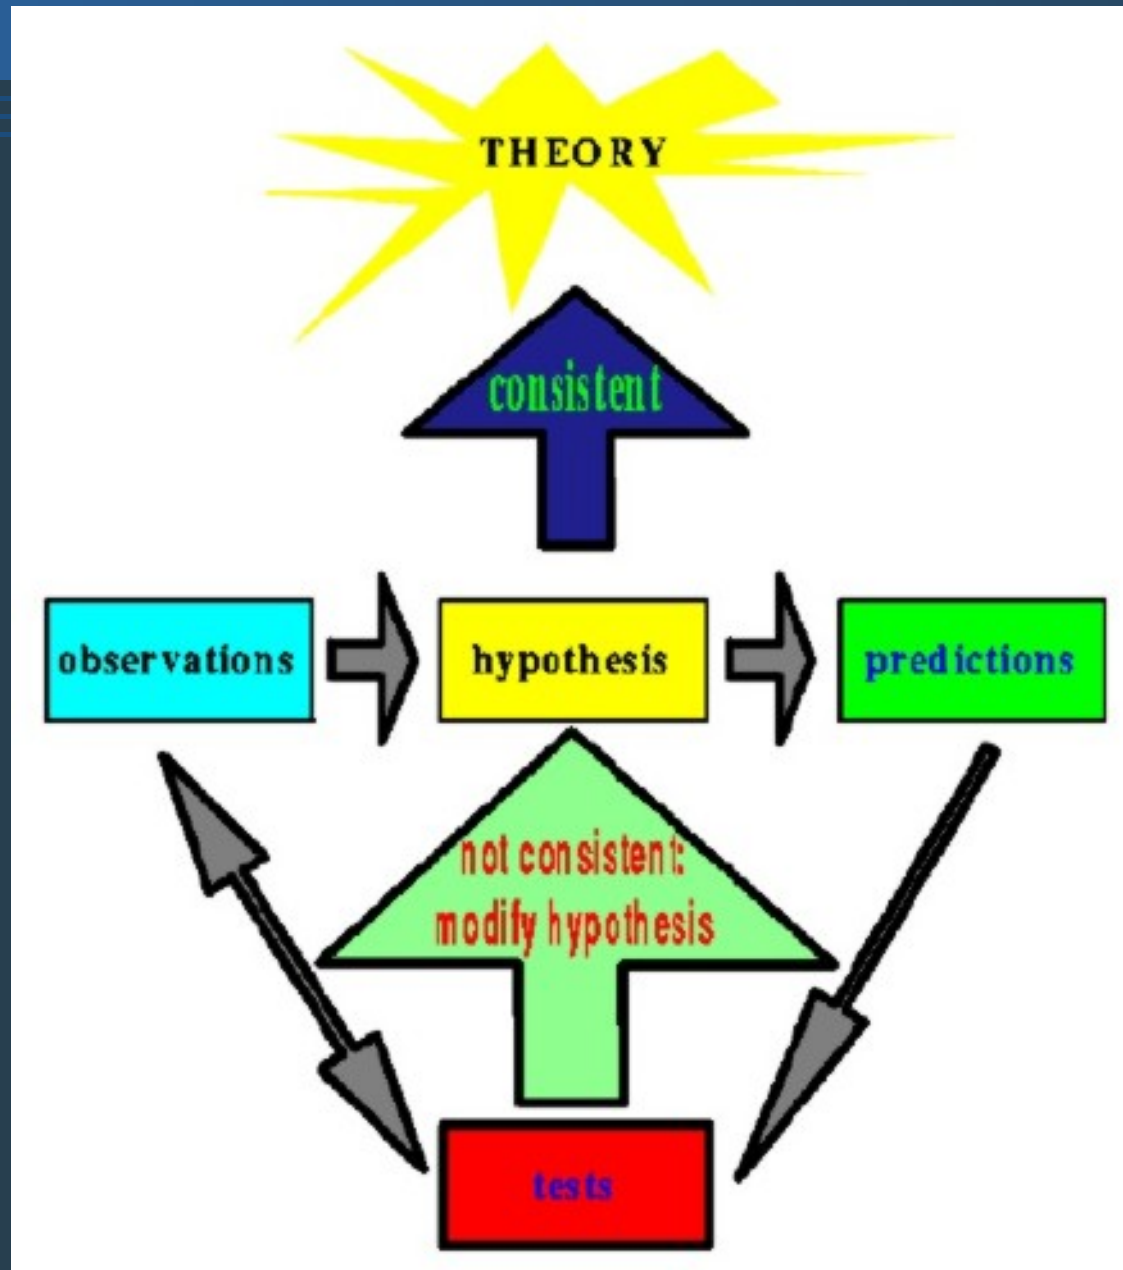 THEORY
consistent
observations
hypothesis
predictions
not consistent:
modify hypothesis
tests